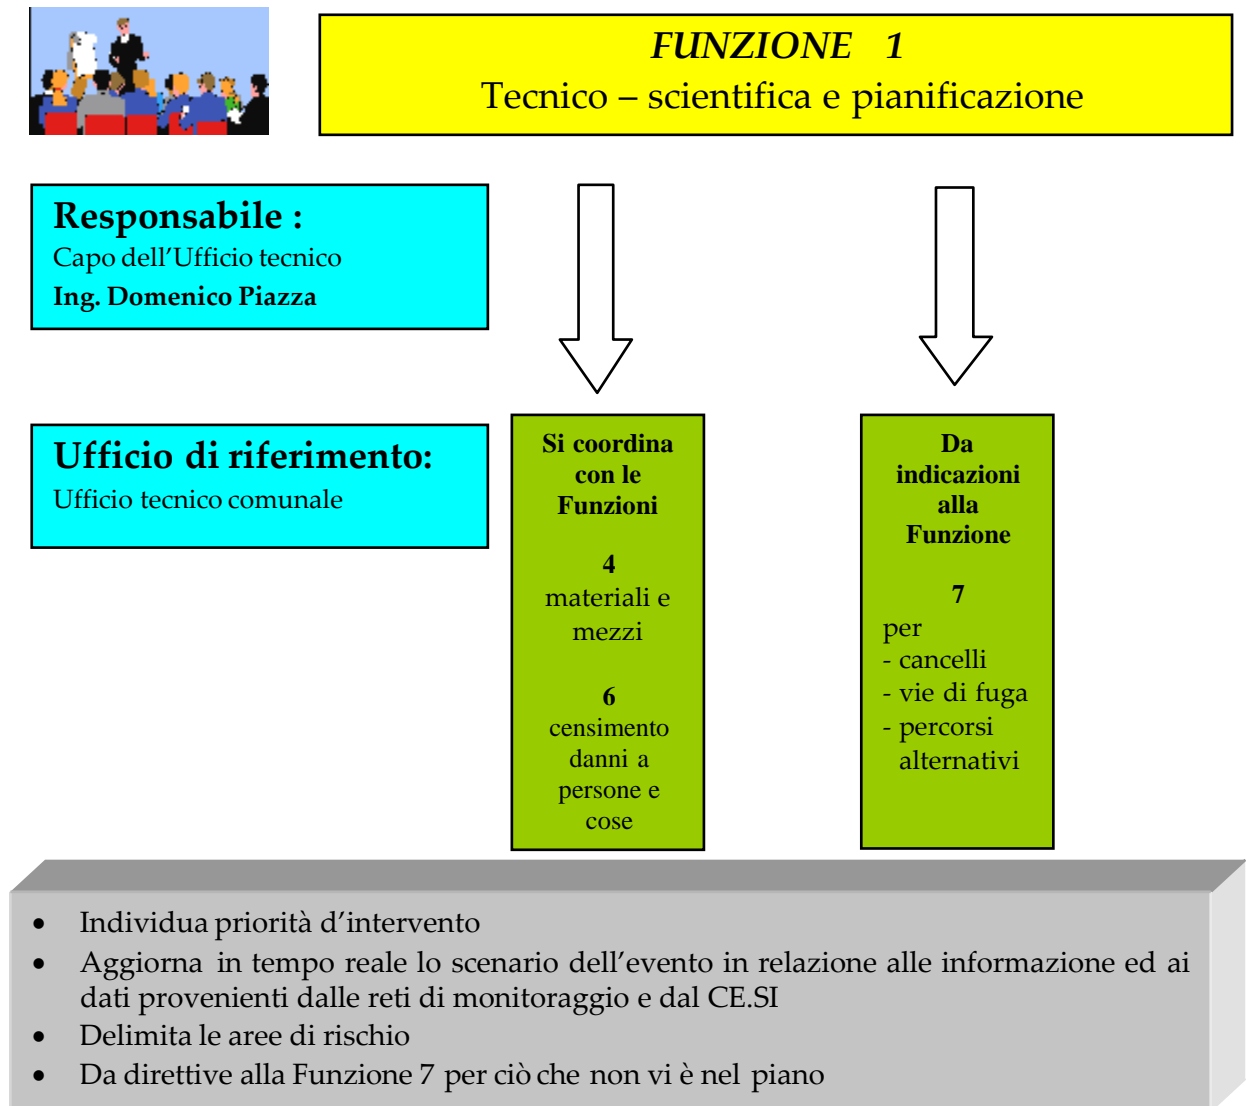 FUNZIONE 1
Tecnico – scientifica e pianificazione
Responsabile :
Capo dell’Ufficio tecnico
Ing. Domenico Piazza
Ufficio di riferimento:
Ufficio tecnico comunale
Si coordina
con le
Funzioni
4
materiali e
mezzi
6
censimento
danni a
persone e
cose
Da
indicazioni
alla
Funzione
7
per
- cancelli
- vie di fuga
- percorsi
alternativi
• Individua priorità d’intervento
• Aggiorna in tempo reale lo scenario dell’evento in relazione alle informazione ed ai
dati provenienti dalle reti di monitoraggio e dal CE.SI
• Delimita le aree di rischio
• Da direttive alla Funzione 7 per ciò che non vi è nel piano